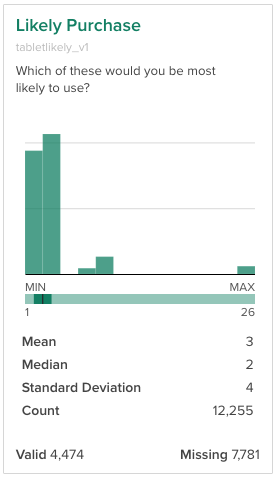 Likely Purchase
tabletlikely_v1
Which of these would you be most
likely to use?
MIN MAX
1 26
Mean 3
Median 2
Standard Deviation 4
Count 12,255
Valid 4,474 Missing 7,781